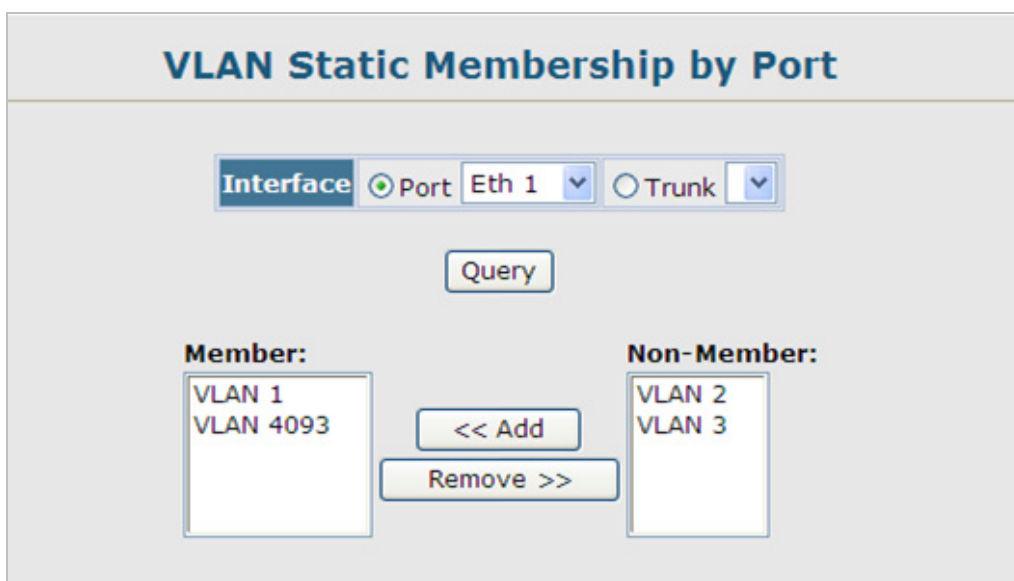 VLAN Static Membership by Port
Interface Port Eth 1 Trunk
Query
Member:
VLAN 1
VLAN 4093
<< Add
Remove >>
Non-Member:
VLAN 2
VLAN 3